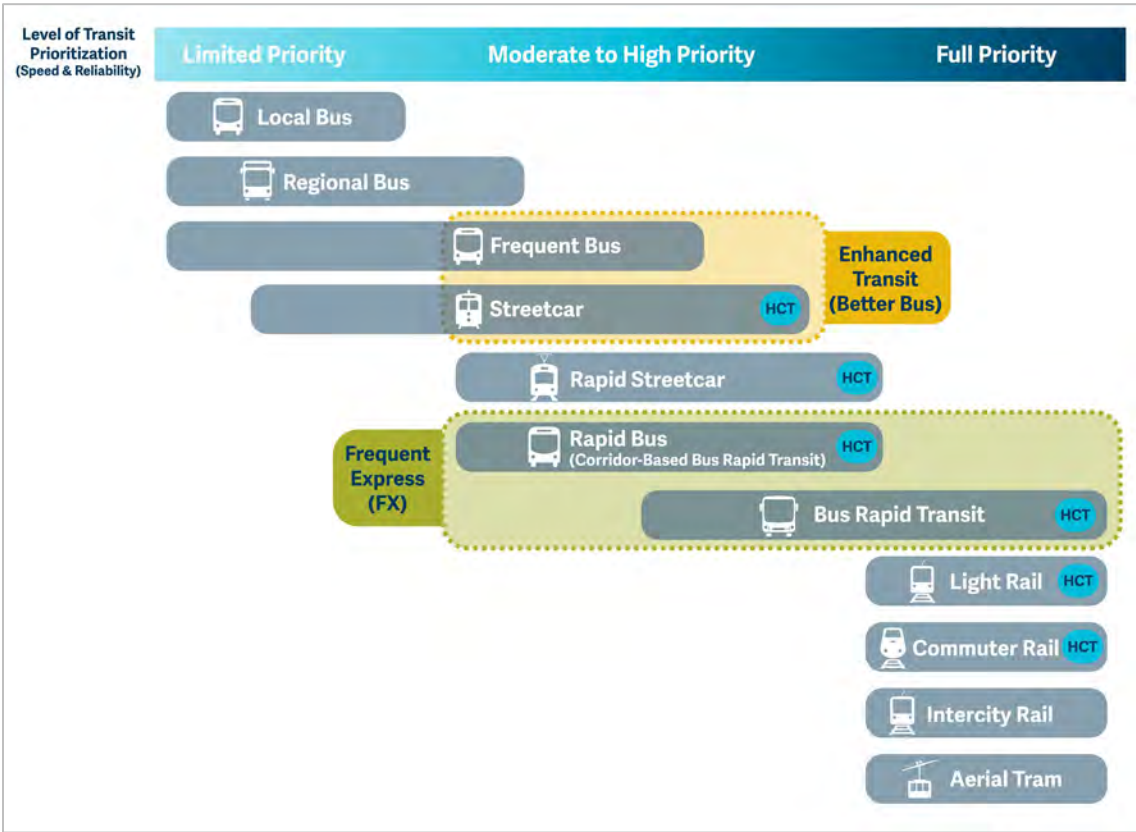 Level of Transit
Prioritization
(Speed & Reliability)
Limited Priority
Moderate to High Priority
Full Priority
Local Bus
Regional Bus
Frequent Bus
Enhanced
Transit
(Better Bus)
Streetcar
HCT
Rapid Streetcar
HCT
Frequent
Express
(FX)
Rapid Bus
(Corridor-Based Bus Rapid Transit)
HCT
Bus Rapid Transit
HCT
Light Rail
HCT
Commuter Rail
HCT
Intercity Rail
Aerial Tram